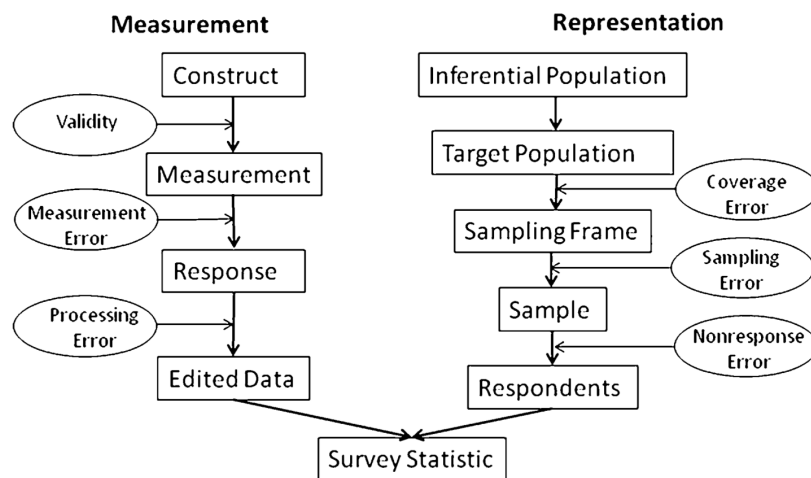 Measurement
Representation
Construct
Inferential Population
Validity
Target Population
Measurement
Coverage
Error
Measurement
Error
Sampling Frame
Response
Sampling
Error
Processing
Error
Sample
Nonresponse
Error
Edited Data
Respondents
Survey Statistic